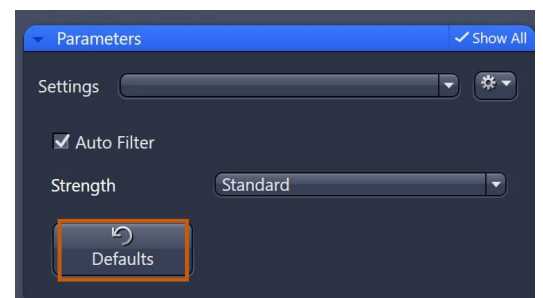 Parameters
Show All
Settings
Auto Filter
Strength
Standard
Defaults